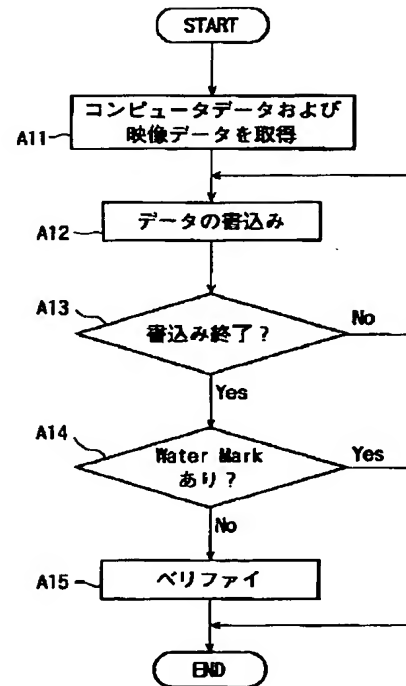 START
コンピュータデータおよび
映像データを取得
A11
データの書込み
A12
A13
書込み終了？
No
Yes
A14
Water Mark
あり？
Yes
No
A15
ベリファイ
END